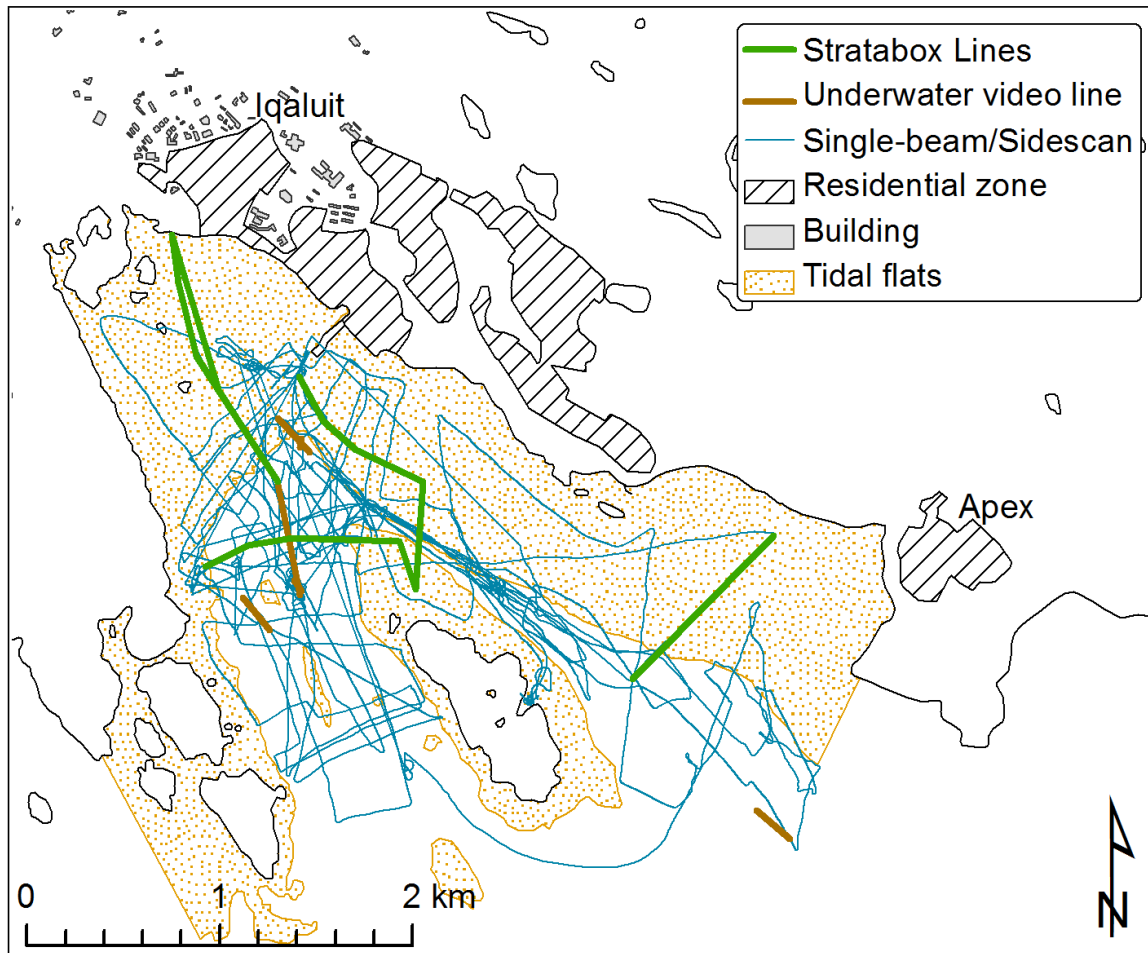 Iqaluit
Stratabox Lines
Underwater video line
Single-beam/Sidescan
Residential zone
Building
Tidal flats
Apex
0 1 2 km
N